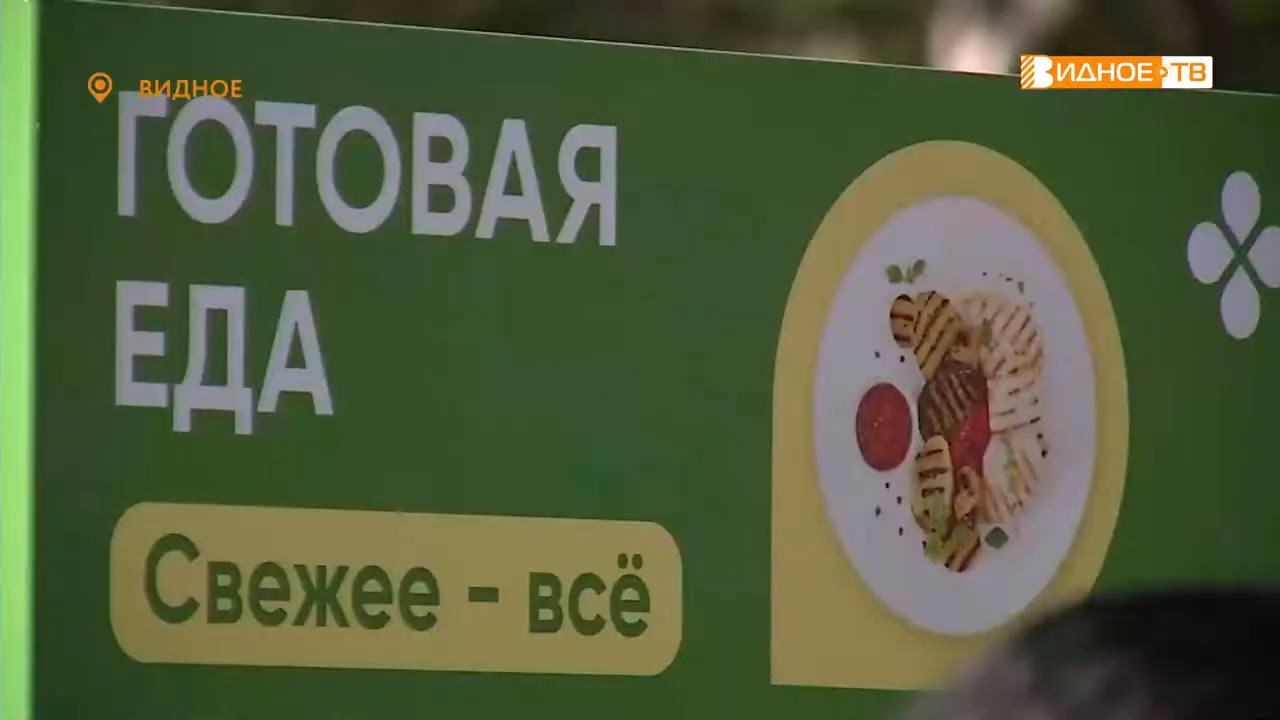 ВИДНОЕ
ВИДНОЕ ТВ
ГОТОВАЯ
ЕДА
Свежее - всё